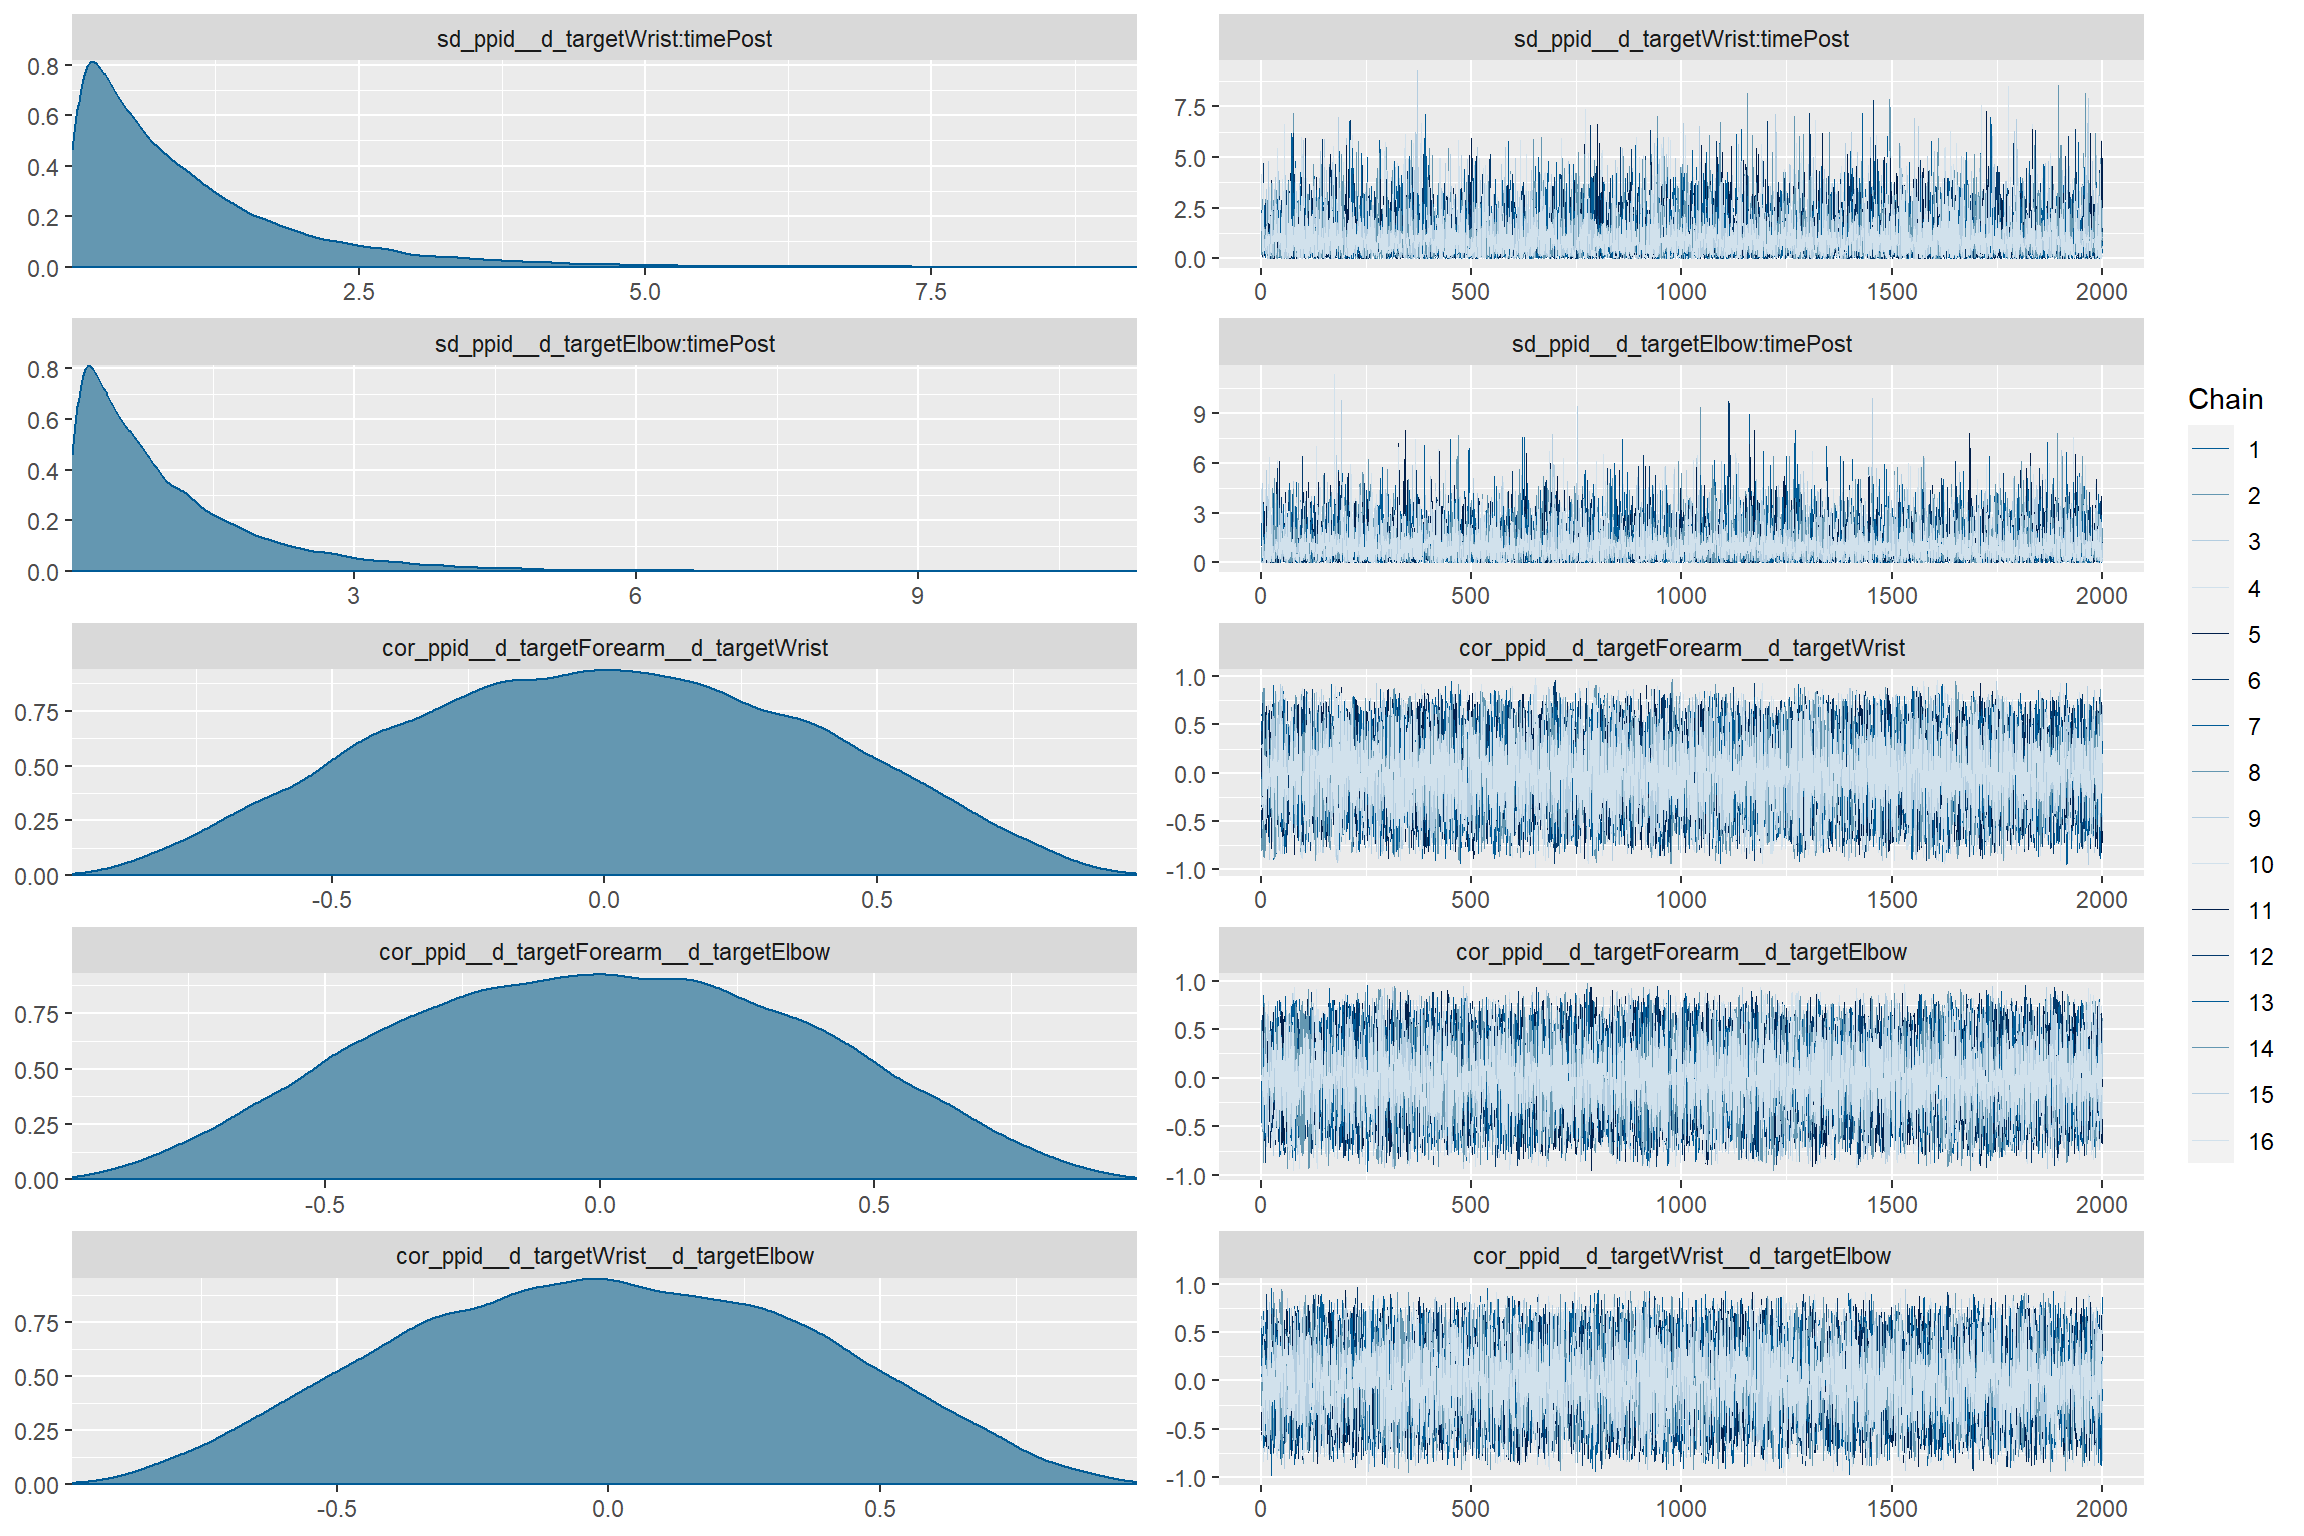 sd_ppid__d_targetWrist:timePost
0.8
0.6
0.4
0.2
0.0
2.5 5.0 7.5
sd_ppid__d_targetWrist:timePost
7.5
5.0
2.5
0.0
0 500 1000 1500 2000
sd_ppid__d_targetElbow:timePost
0.8
0.6
0.4
0.2
0.0
3 6 9
sd_ppid__d_targetElbow:timePost
9
6
3
0
0 500 1000 1500 2000
cor_ppid__d_targetForearm__d_targetWrist
0.75
0.50
0.25
0.00
-0.5 0.0 0.5
cor_ppid__d_targetForearm__d_targetWrist
1.0
0.5
0.0
-0.5
-1.0
0 500 1000 1500 2000
cor_ppid__d_targetForearm__d_targetElbow
0.75
0.50
0.25
0.00
-0.5 0.0 0.5
cor_ppid__d_targetForearm__d_targetElbow
1.0
0.5
0.0
-0.5
-1.0
0 500 1000 1500 2000
cor_ppid__d_targetWrist__d_targetElbow
0.75
0.50
0.25
0.00
-0.5 0.0 0.5
cor_ppid__d_targetWrist__d_targetElbow
1.0
0.5
0.0
-0.5
-1.0
0 500 1000 1500 2000
Chain
1
2
3
4
5
6
7
8
9
10
11
12
13
14
15
16